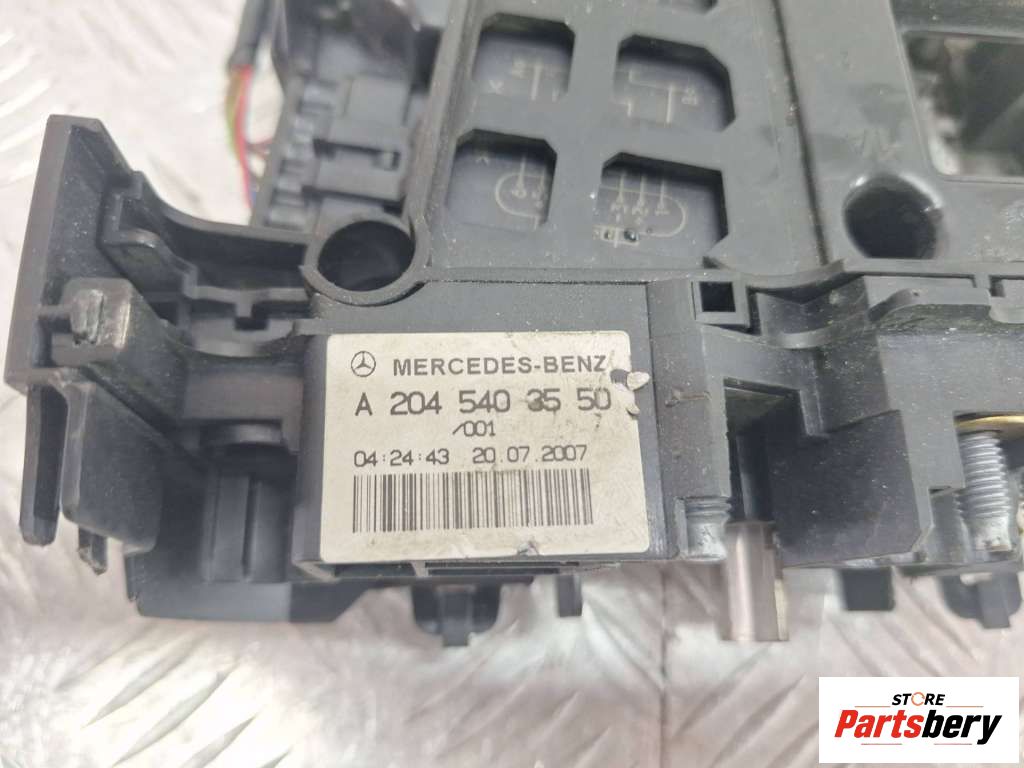 MERCEDES-BENZ
A 204 540 35 50
/001
04:24:43 20.07.2007
STORE
Partsbery